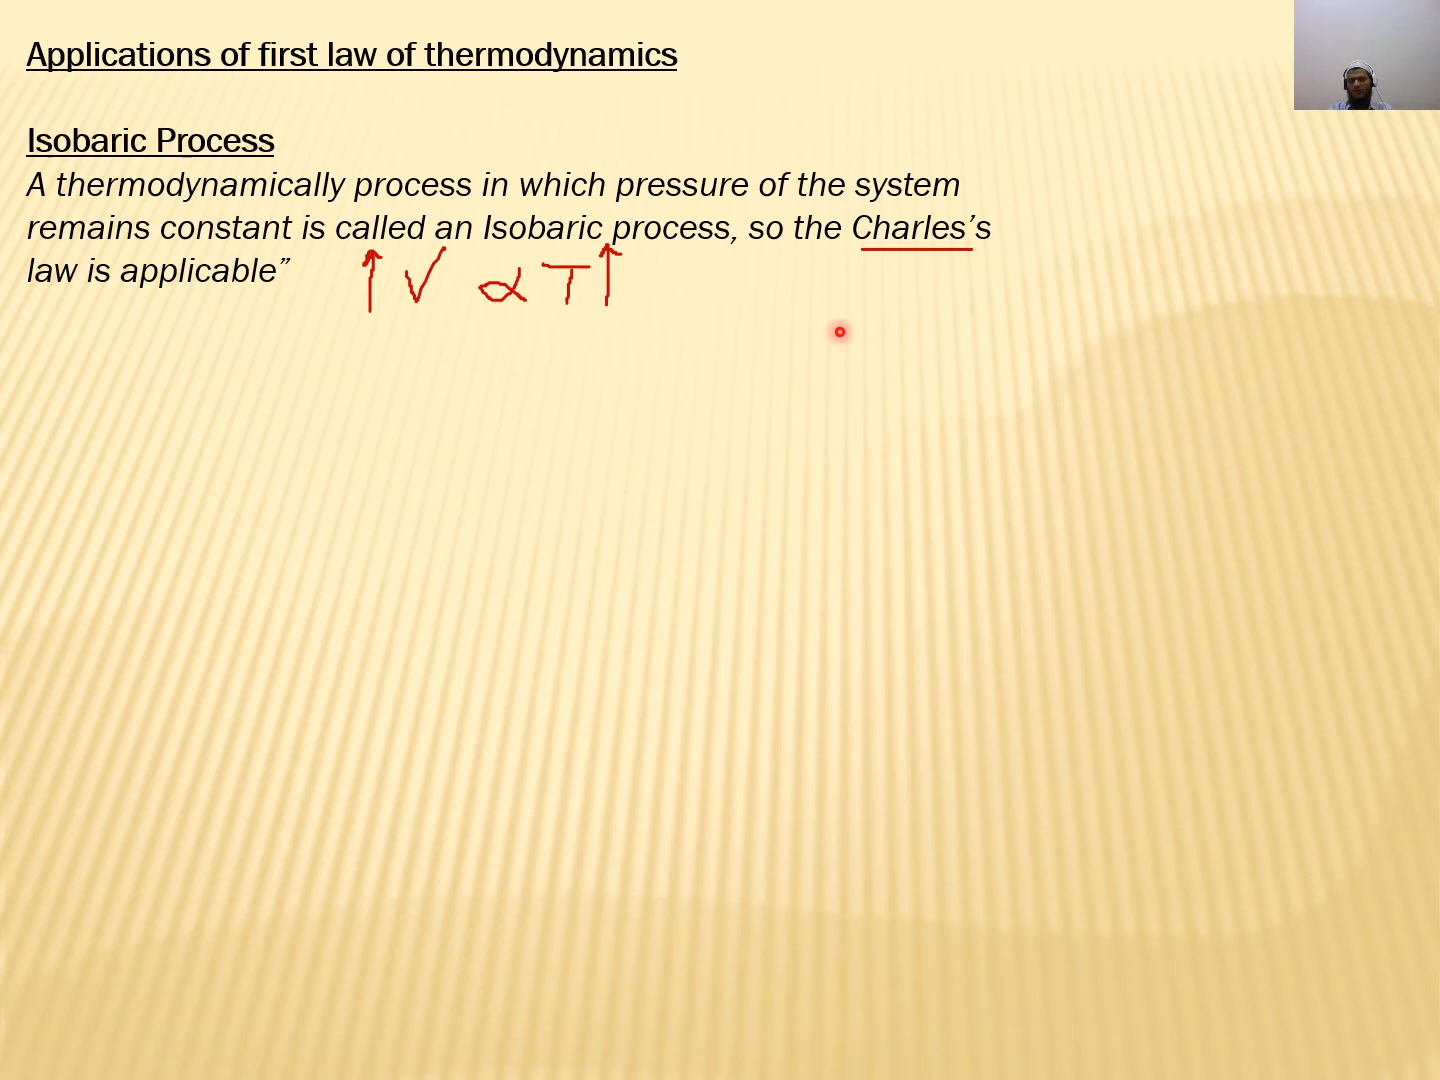 Applications of first law of thermodynamics
Isobaric Process
A thermodynamically process in which pressure of the system
remains constant is called an Isobaric process, so the Charles’s
law is applicable”
↑ V ∝ T ↑